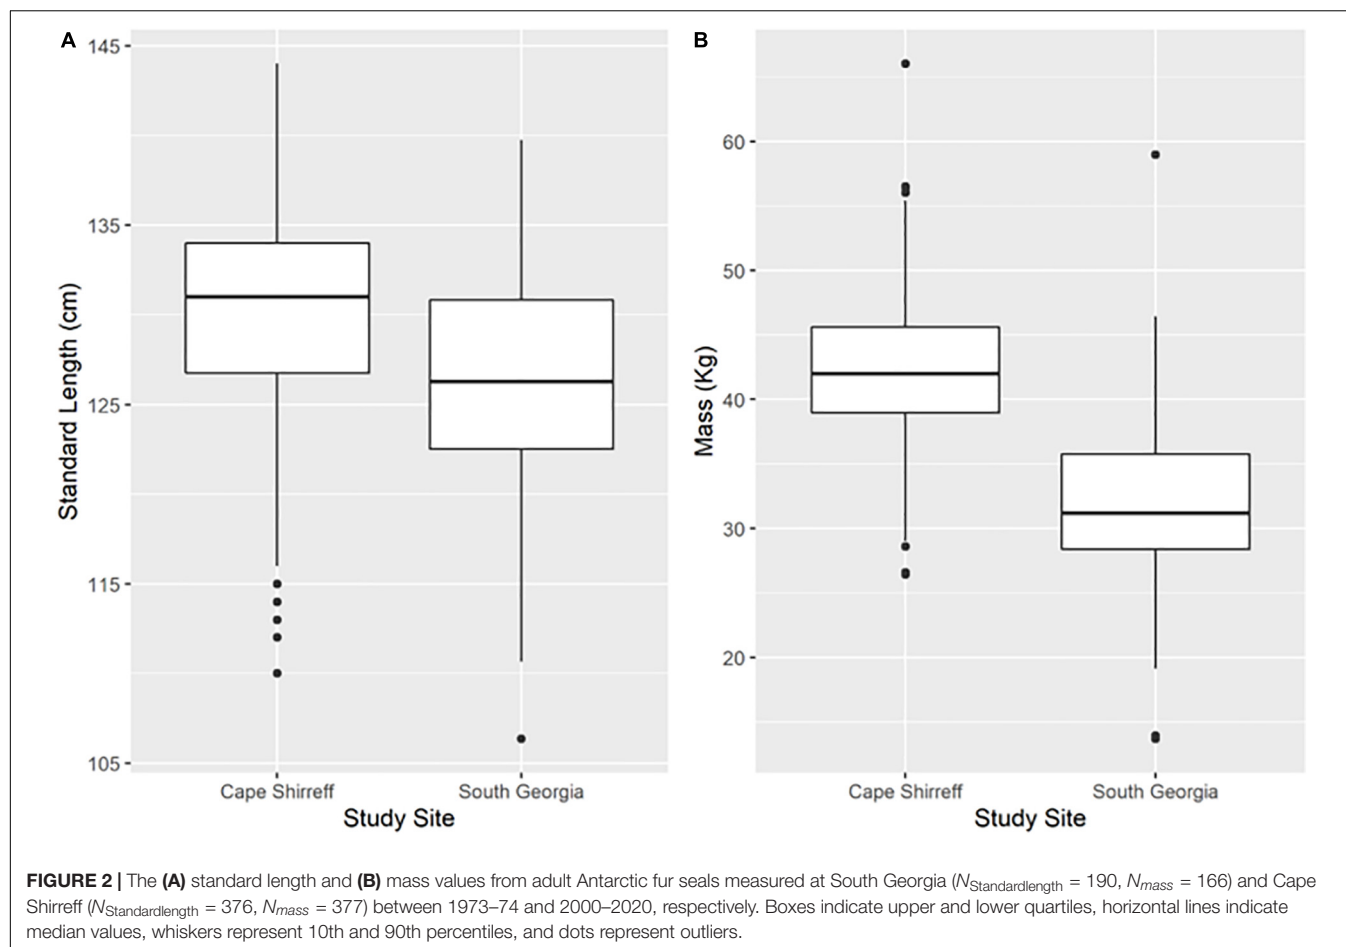 A
145
135
125
115
105
Standard Length (cm)
Cape Shirreff South Georgia
Study Site
B
60
50
40
30
20
Mass (Kg)
Cape Shirreff South Georgia
Study Site
FIGURE 2 | The (A) standard length and (B) mass values from adult Antarctic fur seals measured at South Georgia (NStandardlength = 190, Nmass = 166) and Cape
Shirreff (NStandardlength = 376, Nmass = 377) between 1973–74 and 2000–2020, respectively. Boxes indicate upper and lower quartiles, horizontal lines indicate
median values, whiskers represent 10th and 90th percentiles, and dots represent outliers.